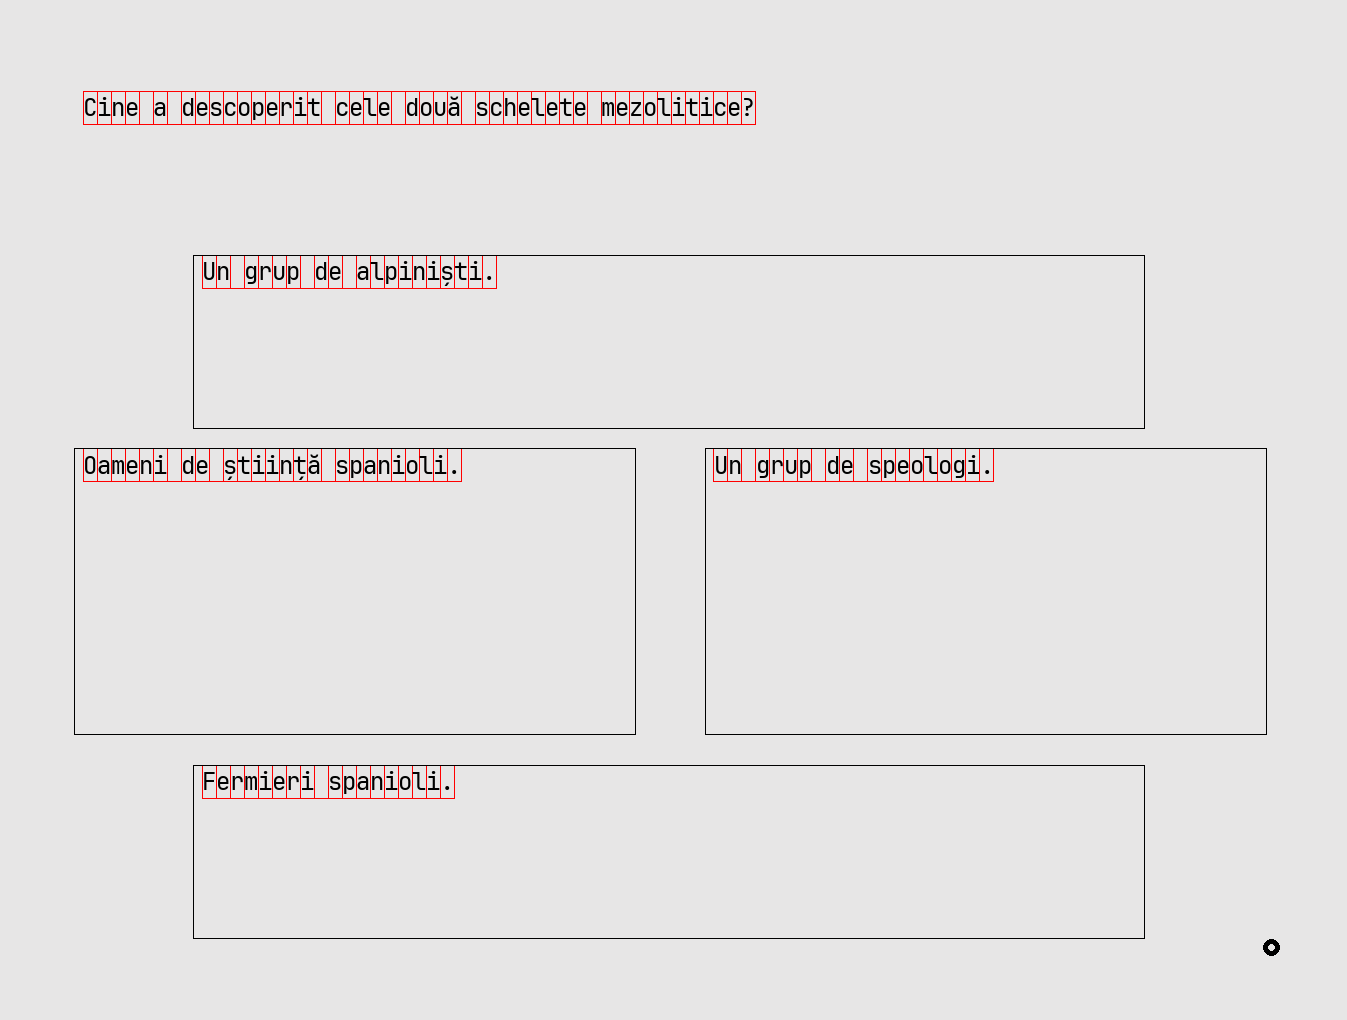 Cine a descoperit cele două schelete mezolitice?
Un grup de alpiniști.
Oameni de știință spanioli.
Un grup de speologi.
Fermieri spanioli.